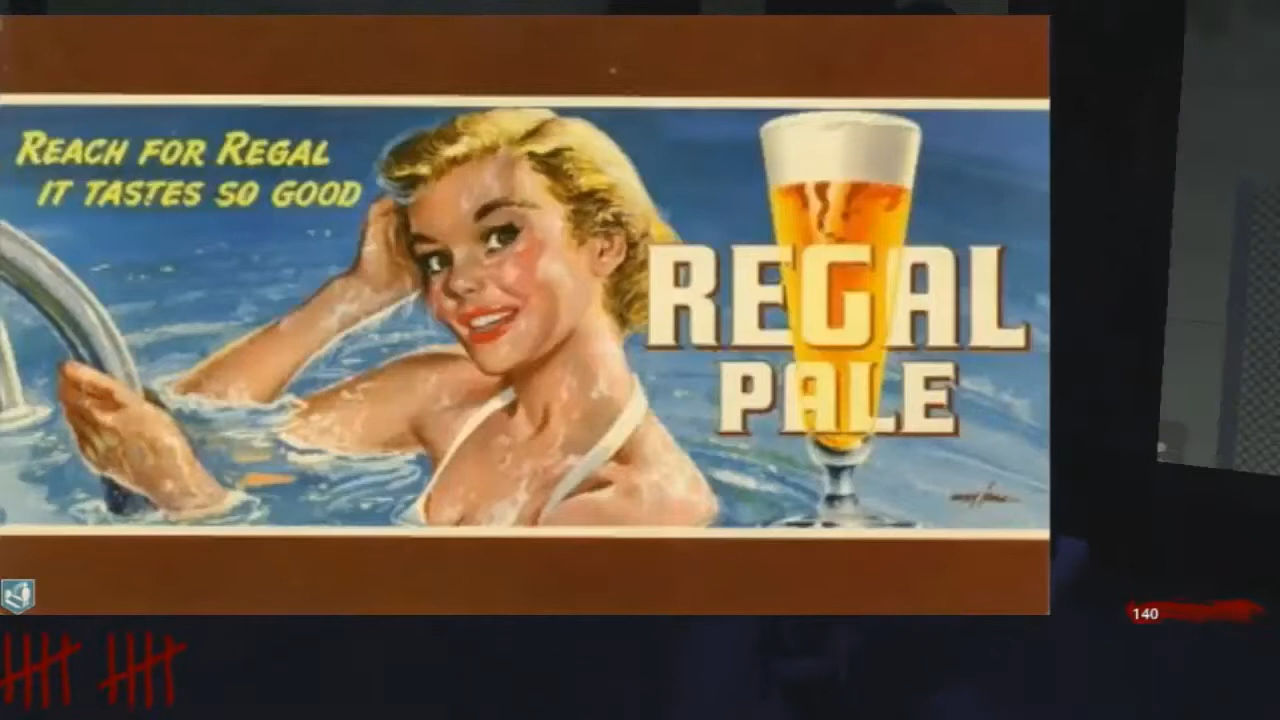 REACH FOR REGAL
IT TASTES SO GOOD
REGAL
PALE
140